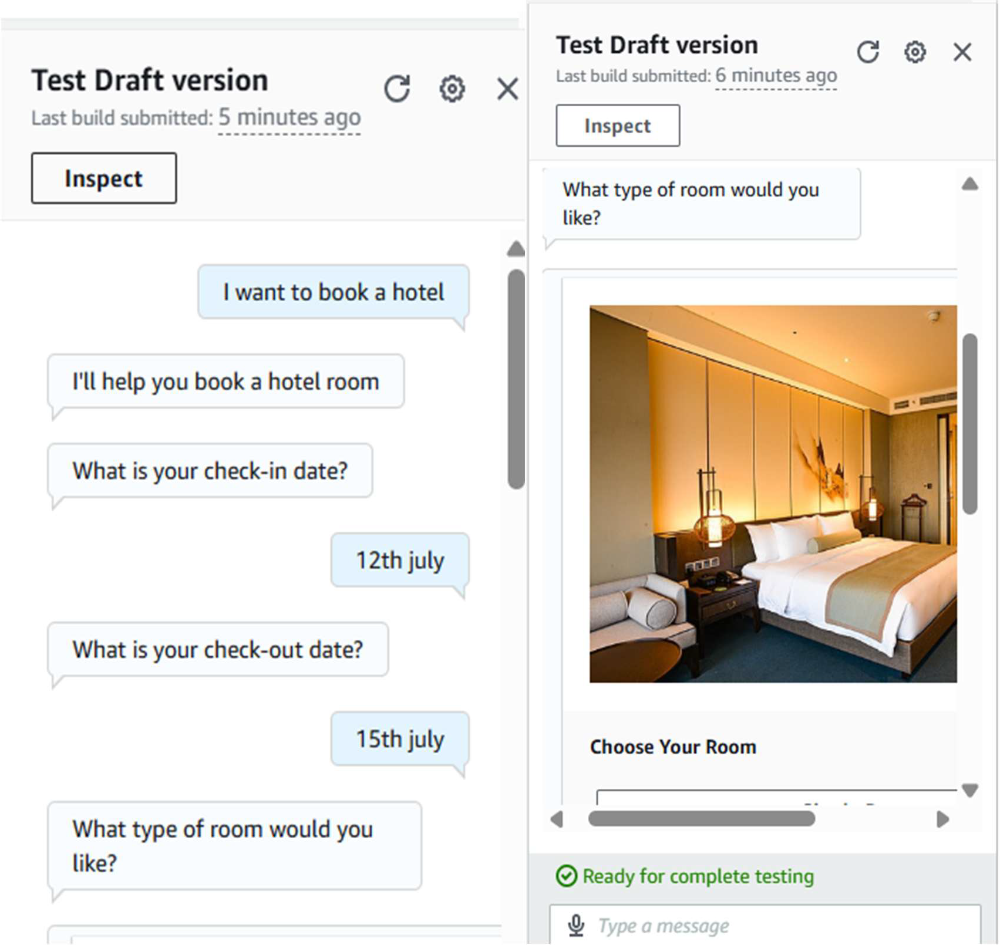 Test Draft version
Last build submitted: 5 minutes ago
Inspect
I want to book a hotel
I'll help you book a hotel room
What is your check-in date?
12th july
What is your check-out date?
15th july
What type of room would you
like?
Test Draft version
Last build submitted: 6 minutes ago
Inspect
What type of room would you
like?
Choose Your Room
Ready for complete testing
Type a message